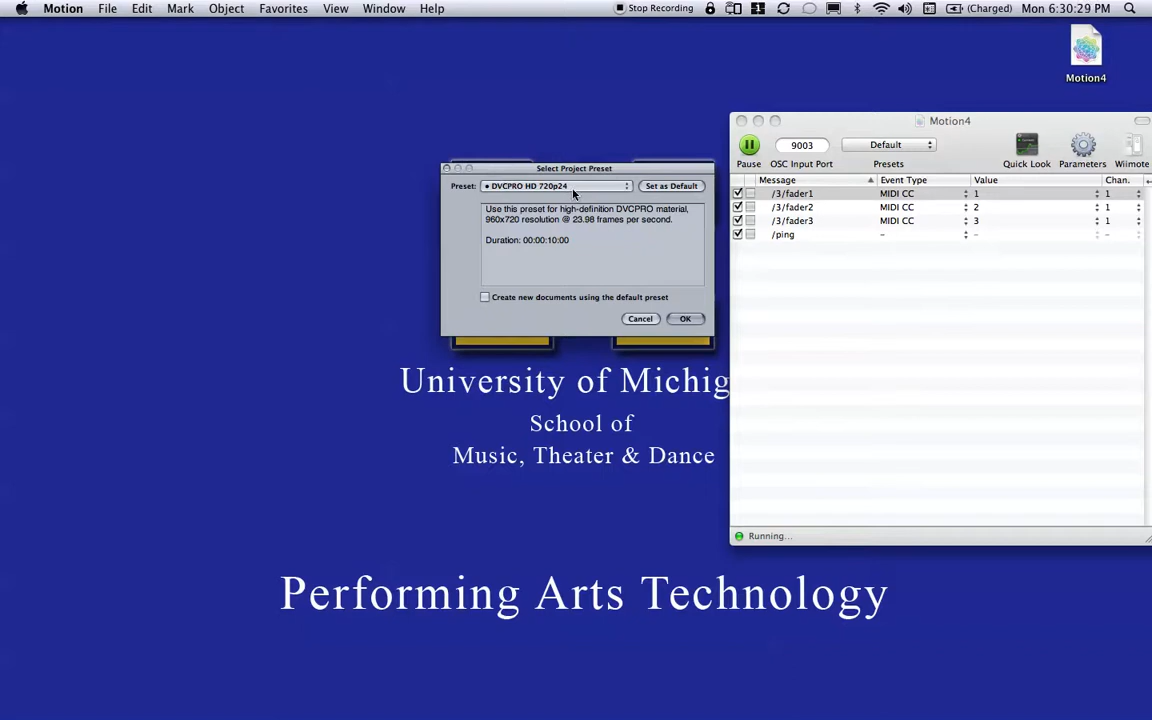 Motion File Edit Mark Object Favorites View Window Help Stop Recording (Charged) Mon 6:30:29 PM
Motion4
Motion4
Select Project Preset
Preset: • DVCPRO HD 720p24 Set as Default
Use this preset for high-definition DVCPRO material,
960x720 resolution @ 23.98 frames per second.
Duration: 00:00:10:00
Create new documents using the default preset
Cancel OK
9003 Default
Pause OSC Input Port Presets Quick Look Parameters Wiimote
Message Event Type Value Chan.
/3/fader1 MIDI CC 1 1
/3/fader2 MIDI CC 2 1
/3/fader3 MIDI CC 3 1
/ping – – –
Running...
University of Michig
School of
Music, Theater & Dance
Performing Arts Technology